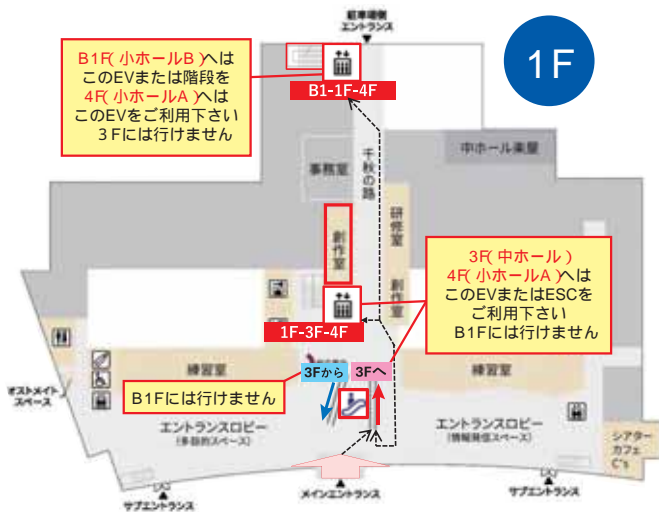 駐車場側
エントランス
1F
B1F(小ホールB)へは
このEVまたは階段を
4F(小ホールA)へは
このEVをご利用下さい
3Fには行けません
B1-1F-4F
千秋の路
事務室
中ホール楽屋
研修室
創作室
創作室
3F(中ホール)
4F(小ホールA)へは
このEVまたはESCを
ご利用下さい
B1Fには行けません
1F-3F-4F
練習室
3Fから
3Fへ
練習室
B1Fには行けません
オストメイト
スペース
エントランスロビー
(多目的スペース)
エントランスロビー
(情報発信スペース)
シアター
カフェ
C's
サブエントランス
メインエントランス
サブエントランス